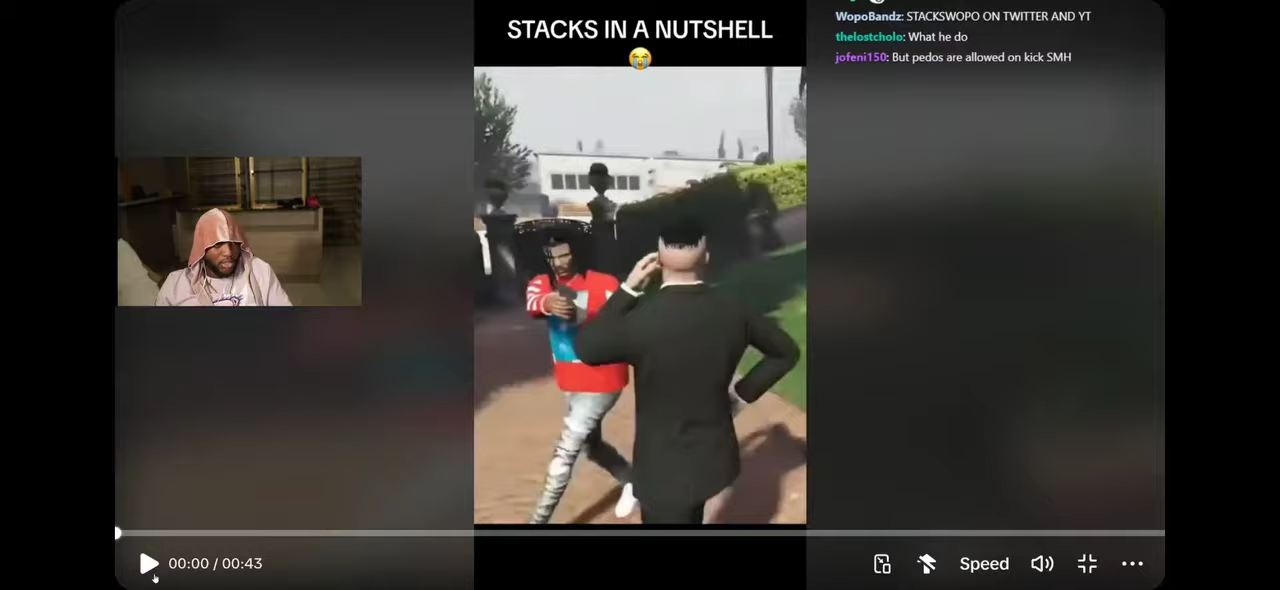 STACKS IN A NUTSHELL
😭
WopoBandz: STACKSWOPO ON TWITTER AND YT
thelostcholo: What he do
jofeni150: But pedos are allowed on kick SMH
00:00 / 00:43
Speed